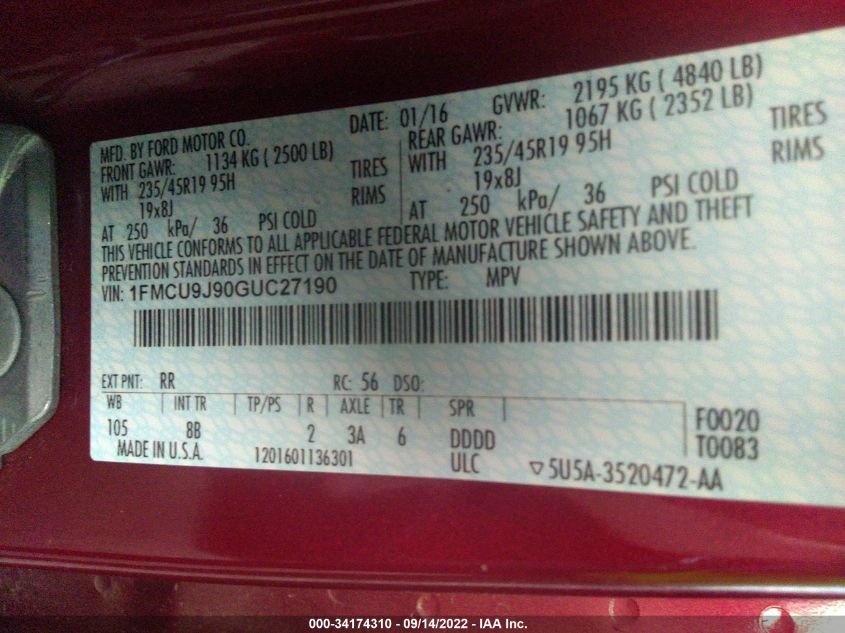 MFD. BY FORD MOTOR CO.
DATE: 01/16 GVWR: 2195 KG ( 4840 LB)
FRONT GAWR: 1134 KG ( 2500 LB)
REAR GAWR: 1067 KG ( 2352 LB)
WITH 235/45R19 95H TIRES
WITH 235/45R19 95H TIRES
19x8J RIMS
19x8J RIMS
AT 250 kPa/ 36 PSI COLD
AT 250 kPa/ 36 PSI COLD
THIS VEHICLE CONFORMS TO ALL APPLICABLE FEDERAL MOTOR VEHICLE SAFETY AND THEFT
PREVENTION STANDARDS IN EFFECT ON THE DATE OF MANUFACTURE SHOWN ABOVE.
VIN: 1FMCU9J90GUC27190 TYPE: MPV
EXT PNT: RR RC: 56 DSO:
WB INT TR TP/PS R AXLE TR SPR
105 8B 2 3A 6 DDDD
F0020
T0083
MADE IN U.S.A. 1201601136301 ULC ▽5U5A-3520472-AA
000-34174310 - 09/14/2022 - IAA Inc.